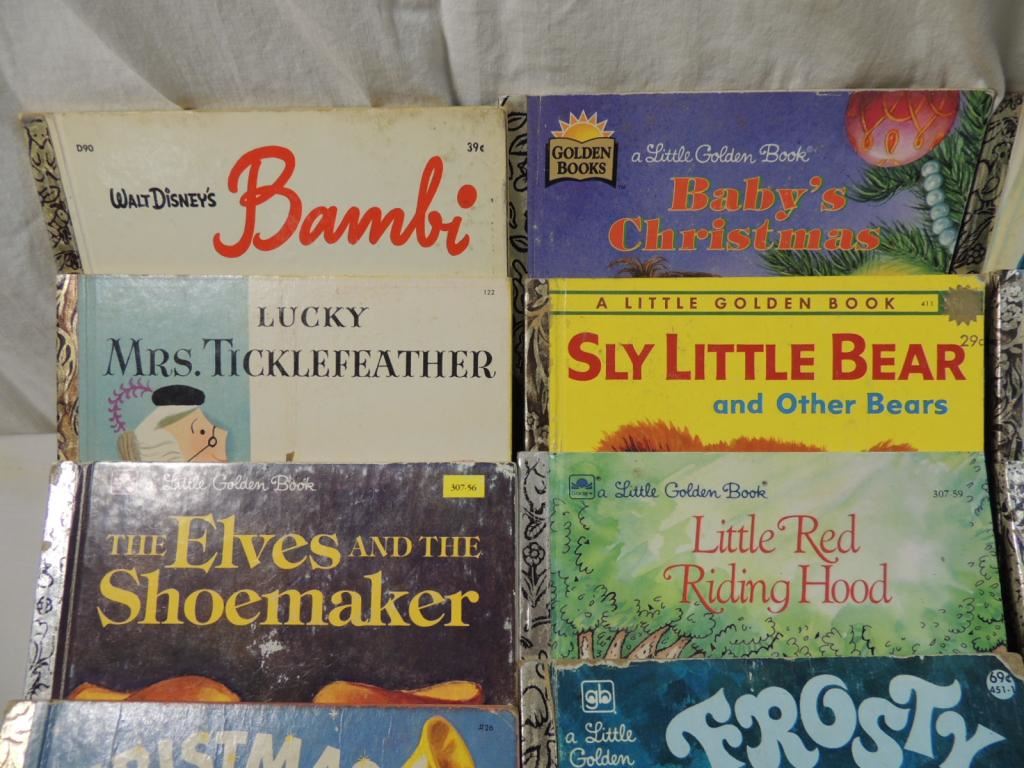 D90
39¢
WALT DISNEY'S Bambi
GOLDEN BOOKS
a Little Golden Book
Baby's
Christmas
122
LUCKY
MRS. TICKLEFEATHER
A LITTLE GOLDEN BOOK
411
29¢
SLY LITTLE BEAR
and Other Bears
a Little Golden Book
307-56
THE Elves AND THE
Shoemaker
a Little Golden Book
307 59
Little Red
Riding Hood
#26
ISTMA
gb
a Little
Golden
69¢
451-1
FROSTY